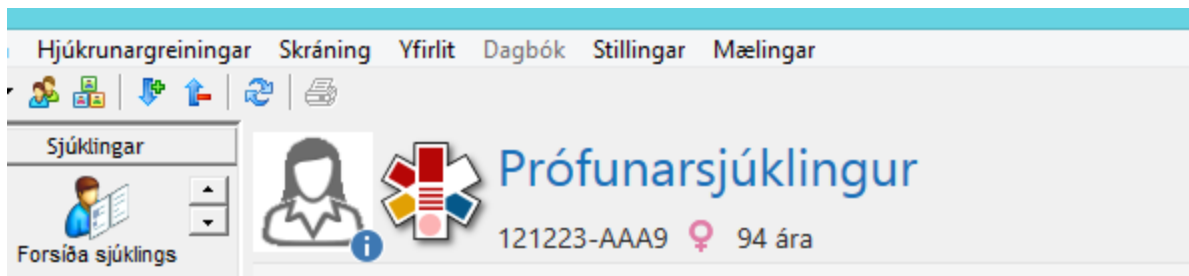 Hjúkrunargreiningar Skráning Yfirlit Dagbók Stillingar Mælingar
Sjúklingar
Forsíða sjúklings
Prófunarsjúklingur
121223-AAA9 94 ára